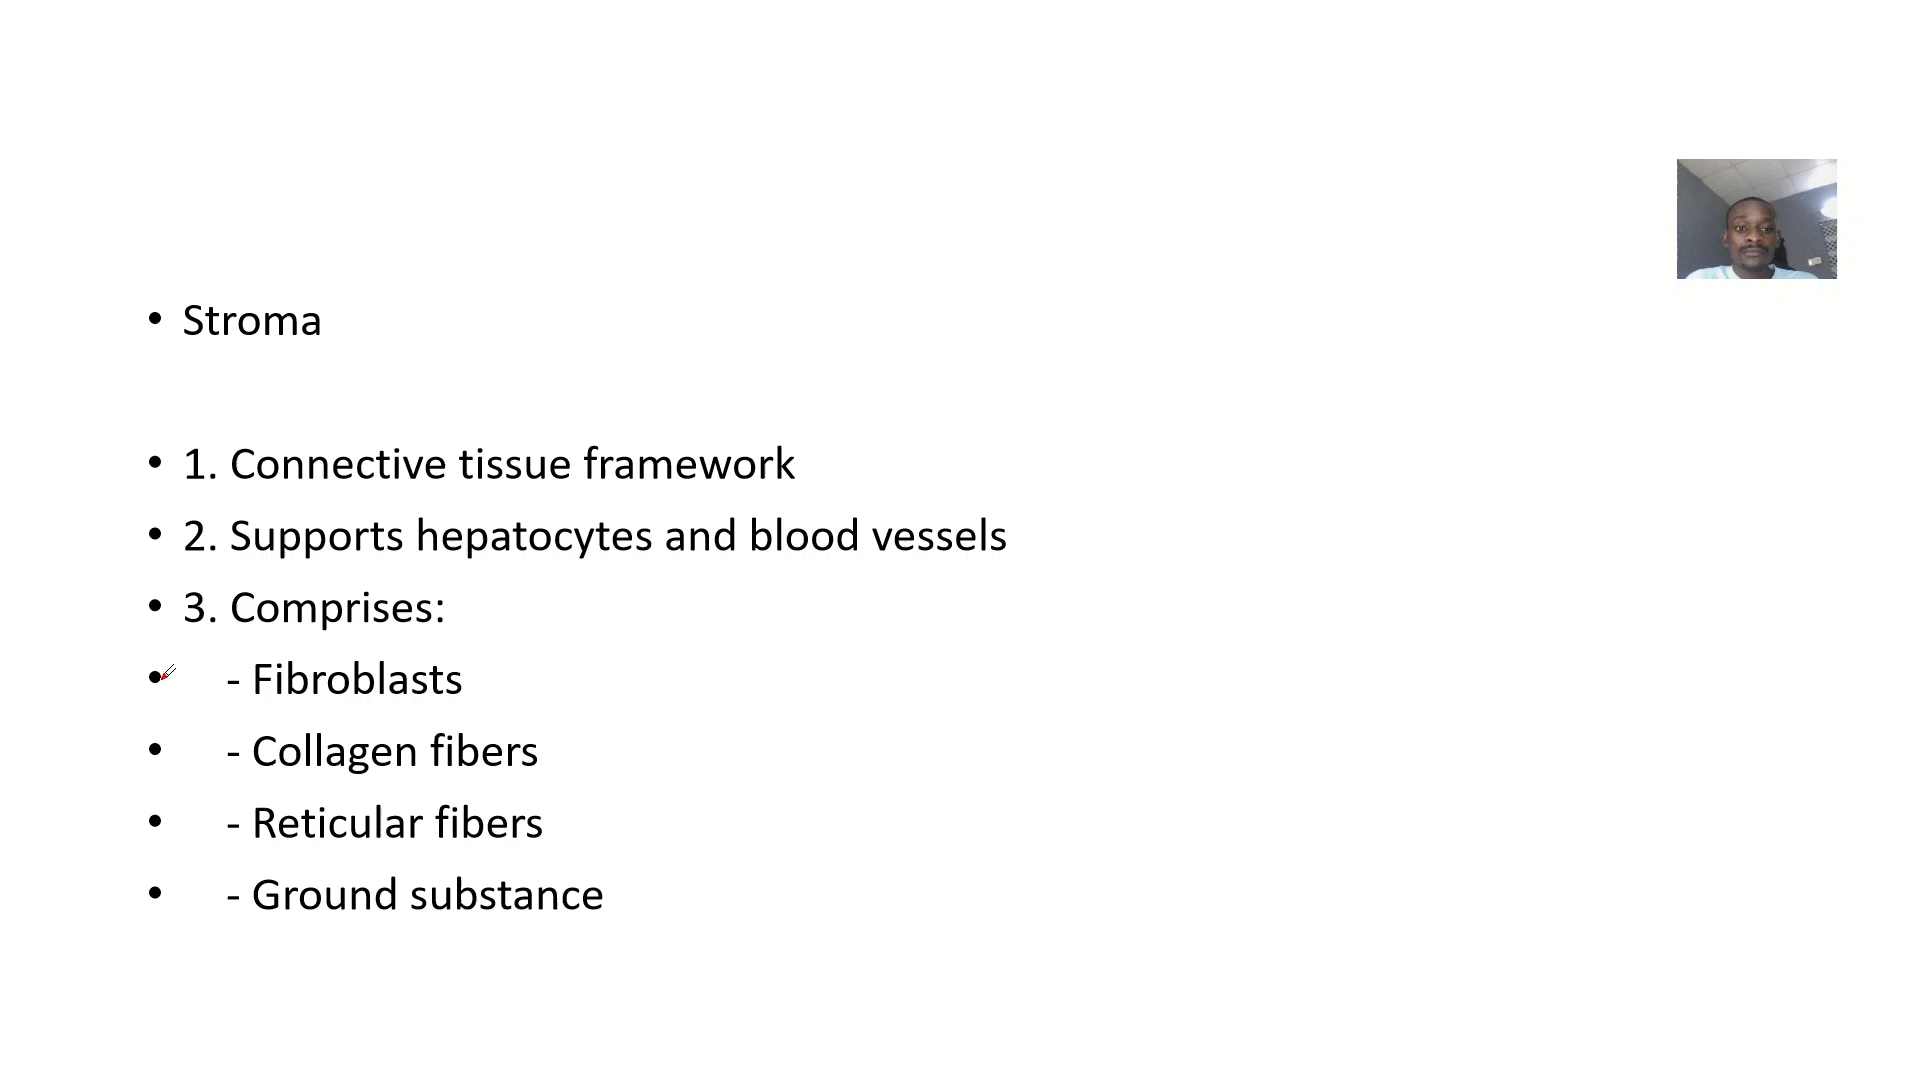 • Stroma
• 1. Connective tissue framework
• 2. Supports hepatocytes and blood vessels
• 3. Comprises:
• - Fibroblasts
• - Collagen fibers
• - Reticular fibers
• - Ground substance